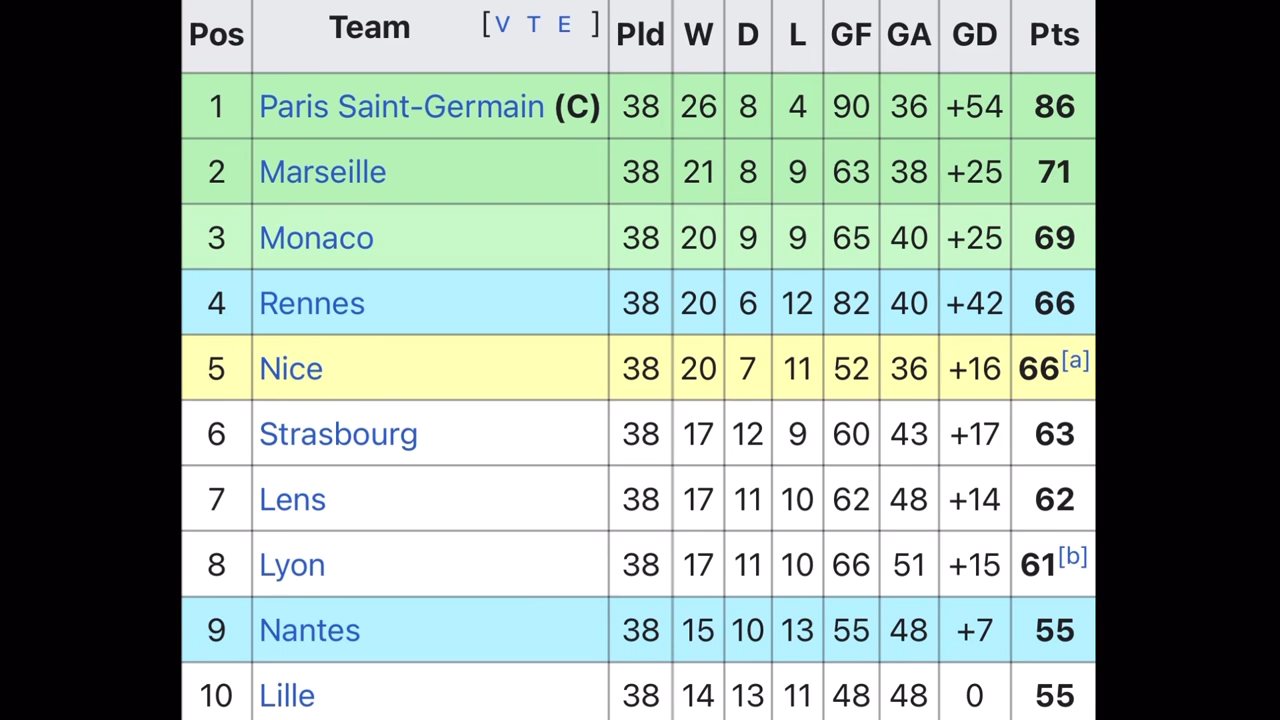 Pos Team [V T E ] Pld W D L GF GA GD Pts
1 Paris Saint-Germain (C) 38 26 8 4 90 36 +54 86
2 Marseille 38 21 8 9 63 38 +25 71
3 Monaco 38 20 9 9 65 40 +25 69
4 Rennes 38 20 6 12 82 40 +42 66
5 Nice 38 20 7 11 52 36 +16 66[a]
6 Strasbourg 38 17 12 9 60 43 +17 63
7 Lens 38 17 11 10 62 48 +14 62
8 Lyon 38 17 11 10 66 51 +15 61[b]
9 Nantes 38 15 10 13 55 48 +7 55
10 Lille 38 14 13 11 48 48 0 55